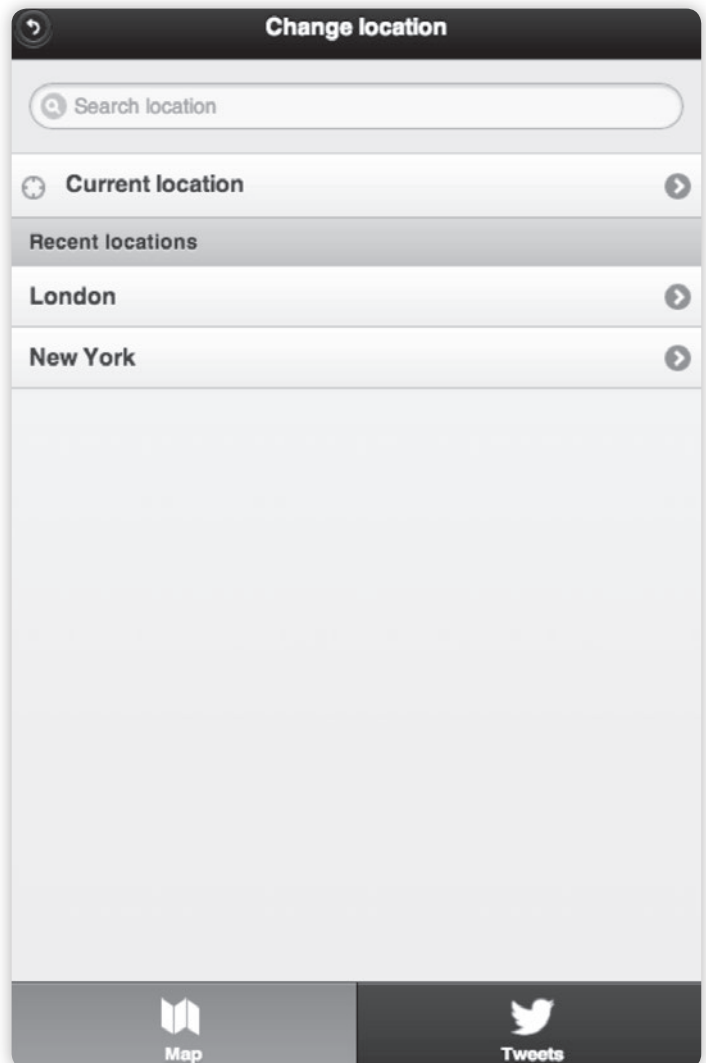 Change location
Search location
Current location
Recent locations
London
New York
Map
Tweets